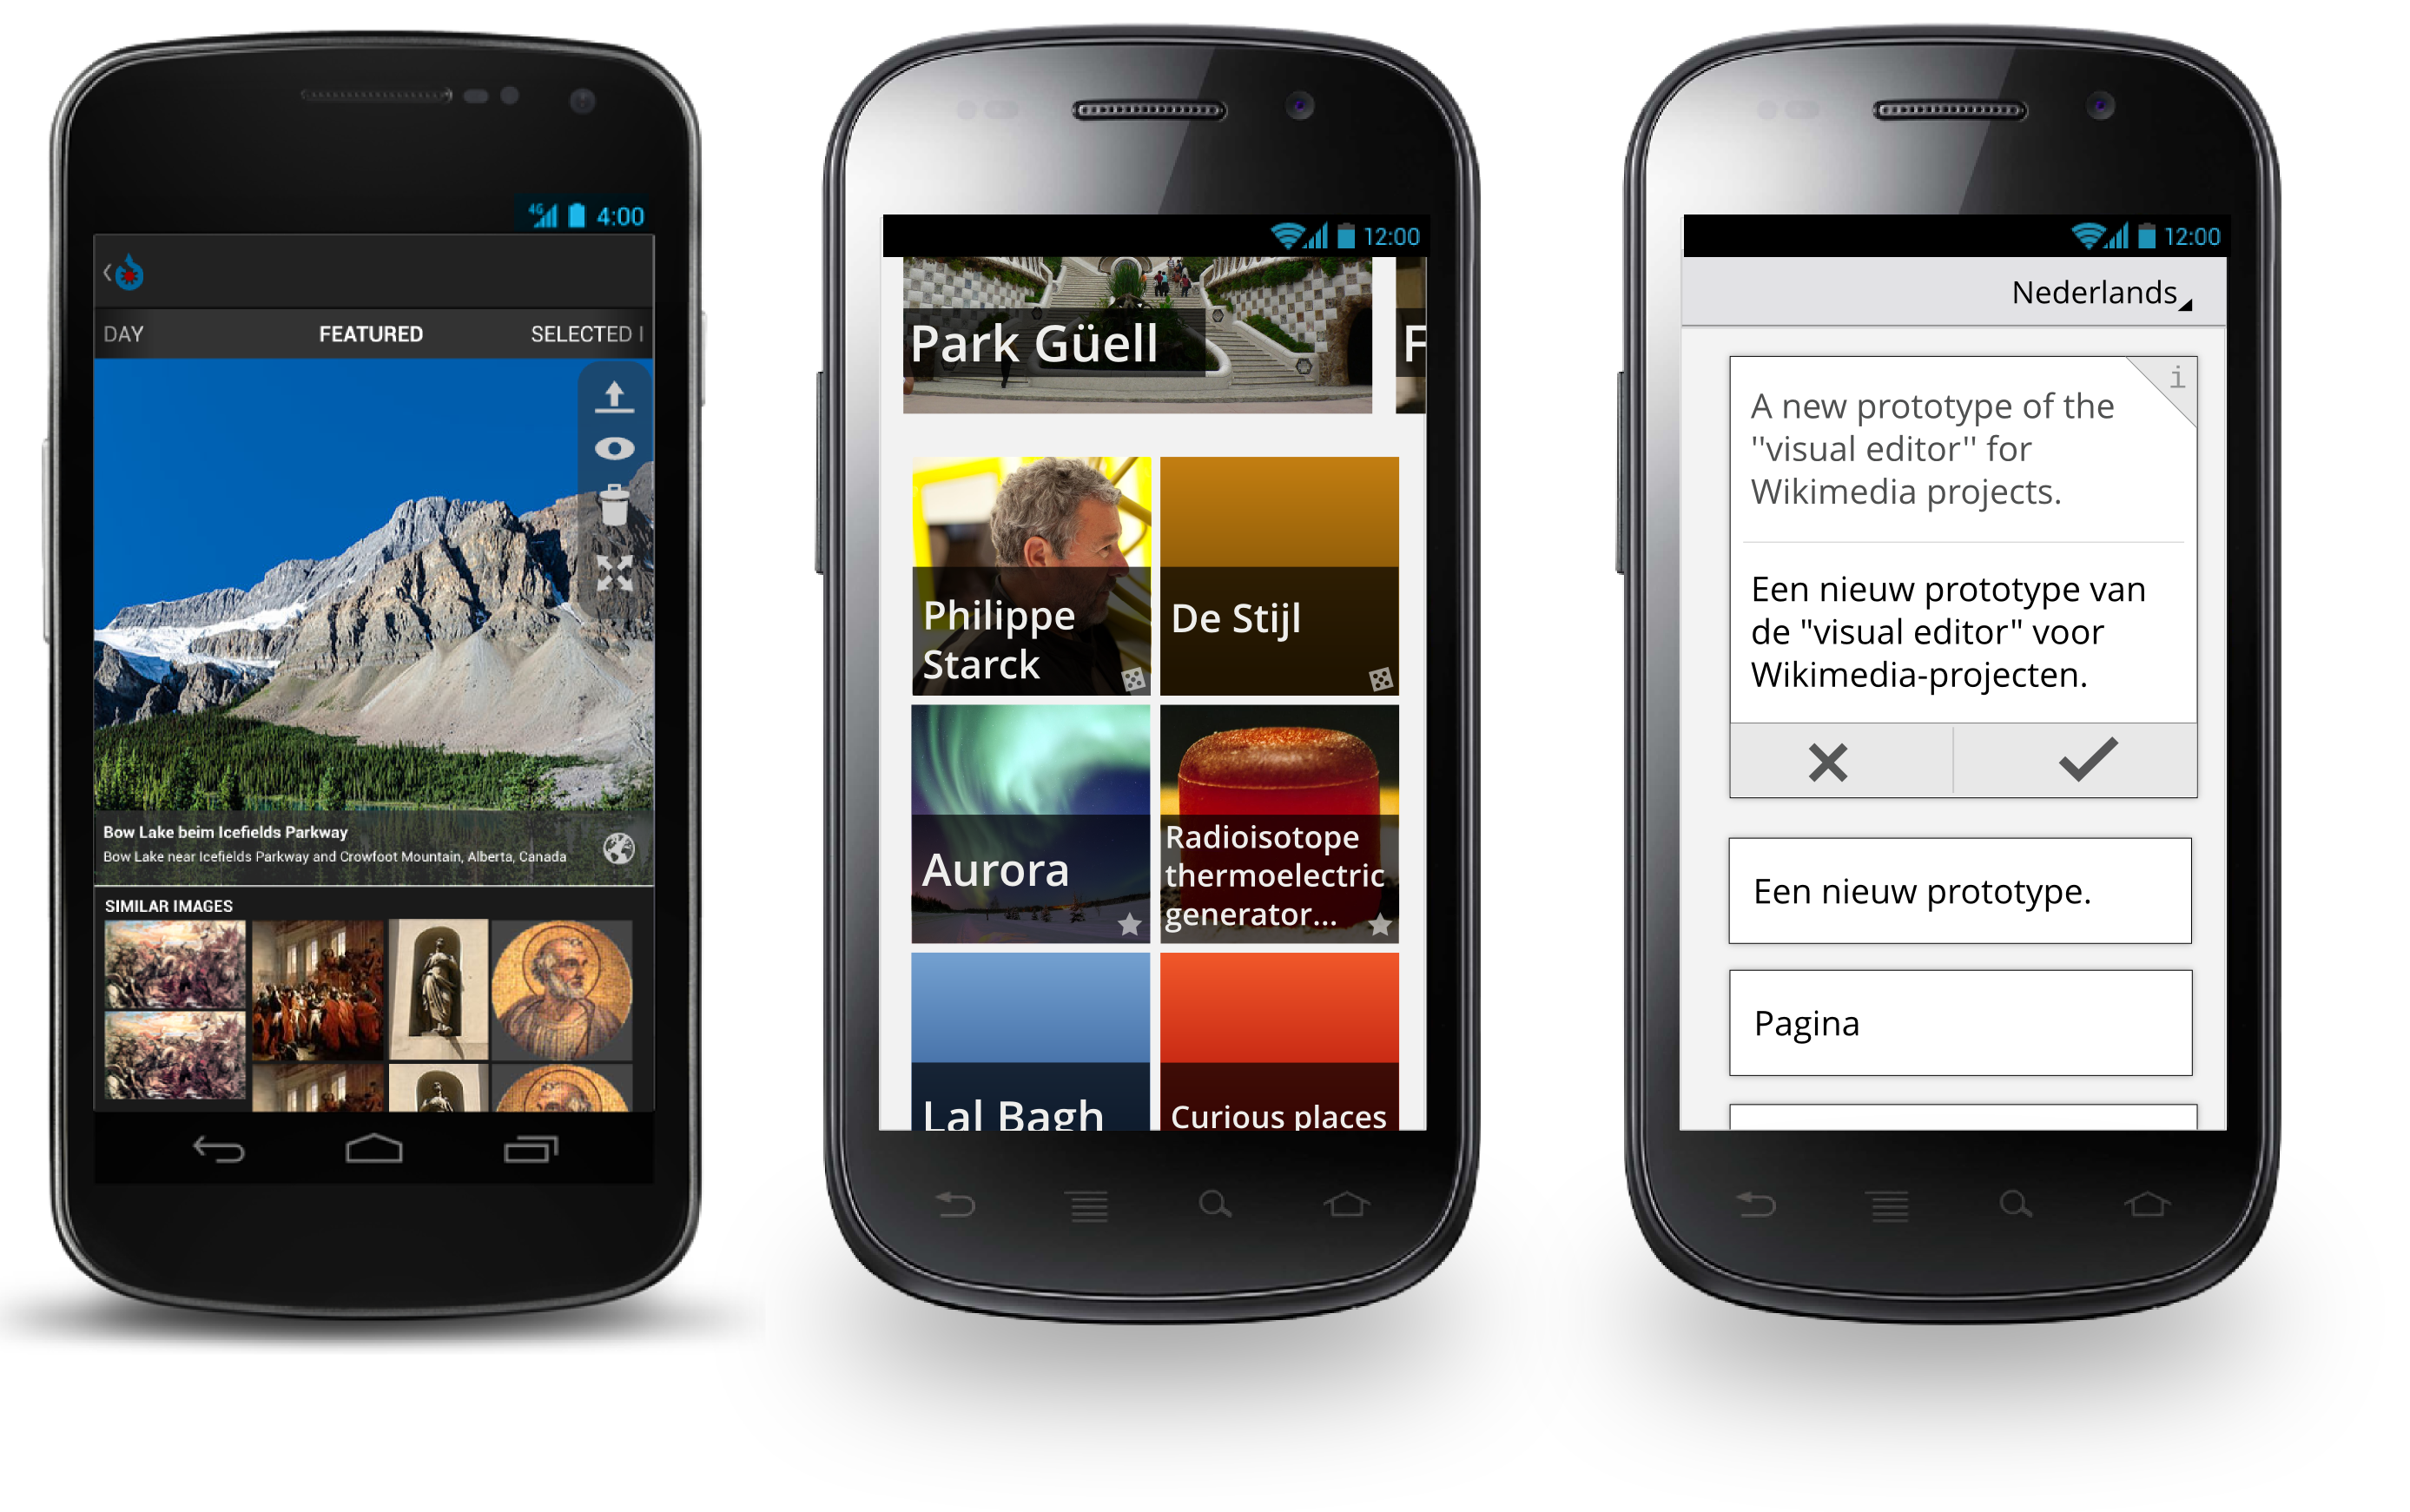 4G 4:00
DAY FEATURED SELECTED I
Bow Lake beim Icefields Parkway
Bow Lake near Icefields Parkway and Crowfoot Mountain, Alberta, Canada
SIMILAR IMAGES
12:00
Park Güell
F
Philippe
Starck
De Stijl
Aurora
Radioisotope
thermoelectric
generator...
Lal Bagh
Curious places
12:00
Nederlands
i
A new prototype of the
"visual editor" for
Wikimedia projects.
Een nieuw prototype van
de "visual editor" voor
Wikimedia-projecten.
Een nieuw prototype.
Pagina